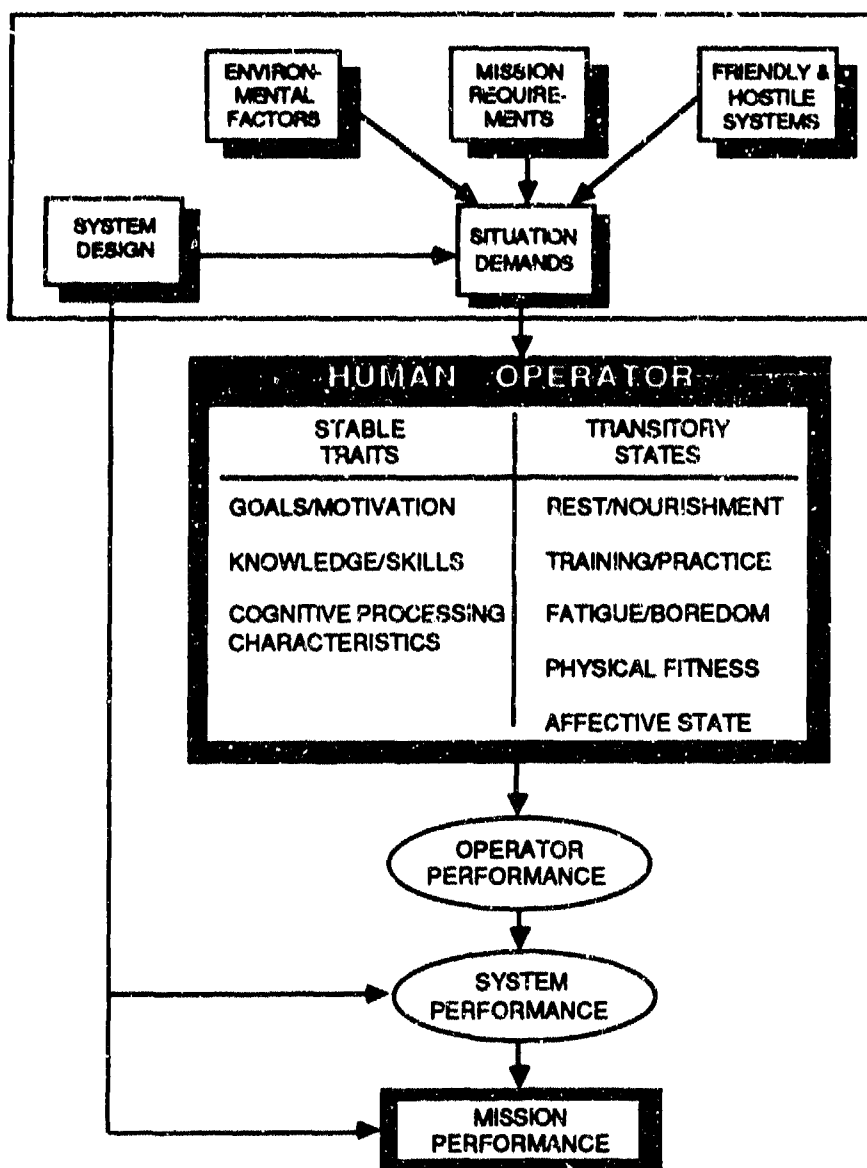 ENVIRON-
MENTAL
FACTORS
MISSION
REQUIRE-
MENTS
FRIENDLY &
HOSTILE
SYSTEMS
SYSTEM
DESIGN
SITUATION
DEMANDS
HUMAN OPERATOR
STABLE
TRAITS
GOALS/MOTIVATION
KNOWLEDGE/SKILLS
COGNITIVE PROCESSING
CHARACTERISTICS
TRANSITORY
STATES
REST/NOURISHMENT
TRAINING/PRACTICE
FATIGUE/BOREDOM
PHYSICAL FITNESS
AFFECTIVE STATE
OPERATOR
PERFORMANCE
SYSTEM
PERFORMANCE
MISSION
PERFORMANCE